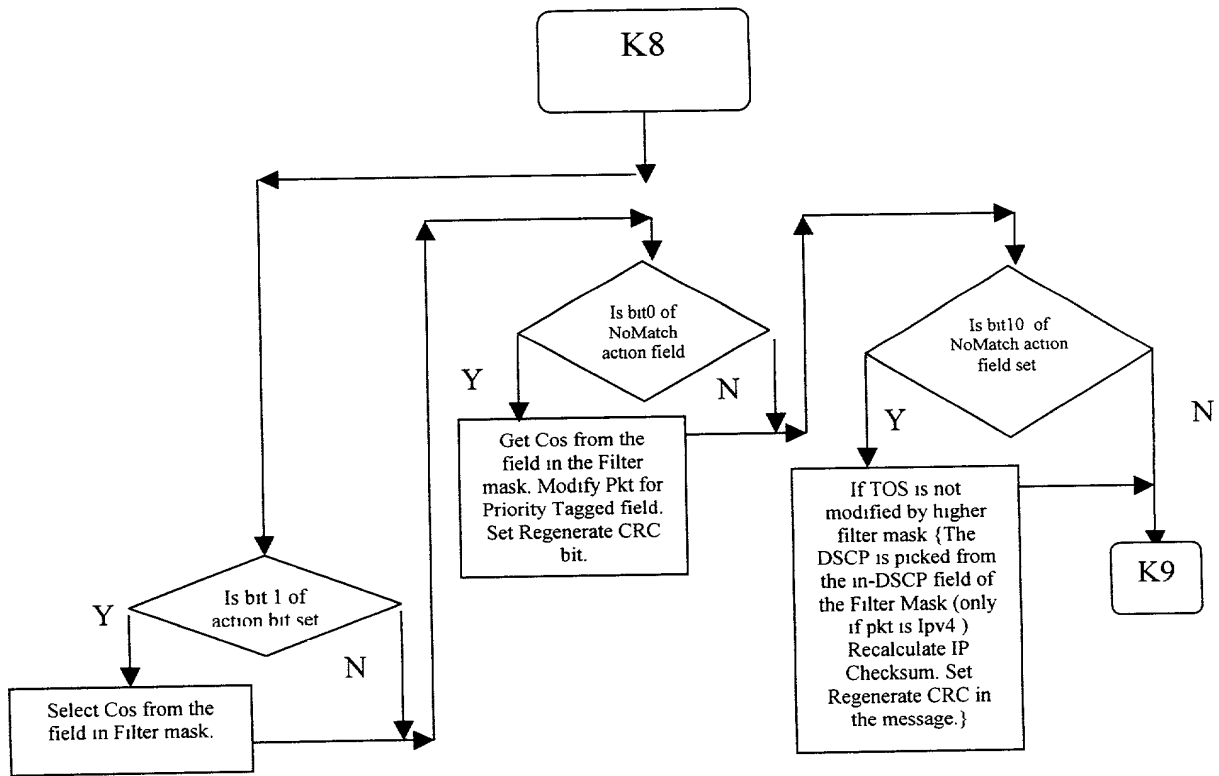 K8
Is bit 1 of
action bit set
Y
N
Select Cos from the
field in Filter mask.
Is bit0 of
NoMatch
action field
Y
N
Get Cos from the
field in the Filter
mask. Modify Pkt for
Priority Tagged field.
Set Regenerate CRC
bit.
Is bit10 of
NoMatch action
field set
Y
N
If TOS is not
modified by higher
filter mask {The
DSCP is picked from
the in-DSCP field of
the Filter Mask (only
if pkt is Ipv4 )
Recalculate IP
Checksum. Set
Regenerate CRC in
the message.}
K9